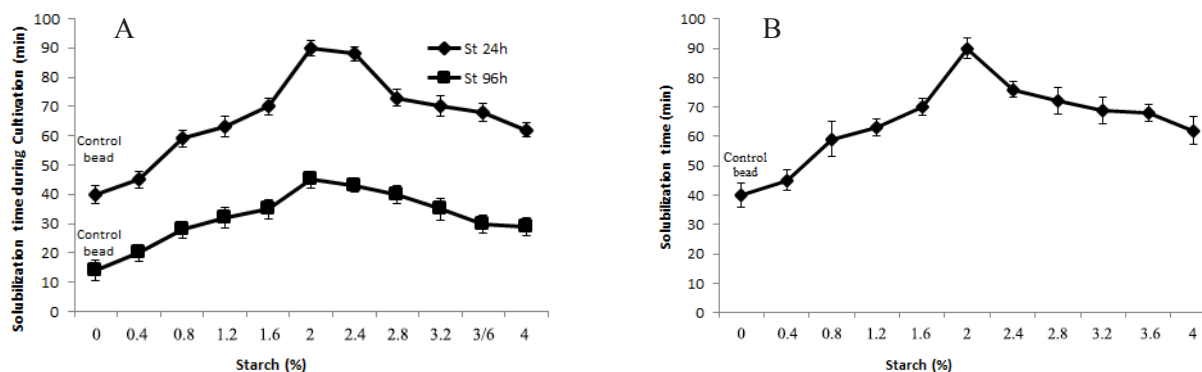 A
Solubilization time during Cultivation (min)
100
90
80
70
60
50
40
30
20
10
0
St 24h
St 96h
Control
bead
Control
bead
0 0.4 0.8 1.2 1.6 2 2.4 2.8 3.2 3/6 4
Starch (%)
B
Solubilization time (min)
100
90
80
70
60
50
40
30
20
10
0
Control
bead
0 0.4 0.8 1.2 1.6 2 2.4 2.8 3.2 3.6 4
Starch (%)